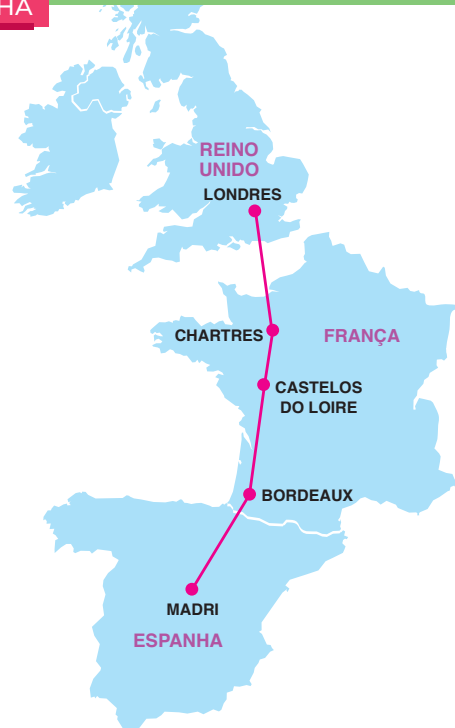 HA
REINO
UNIDO
LONDRES
CHARTRES
FRANÇA
CASTELOS
DO LOIRE
BORDEAUX
MADRI
ESPANHA